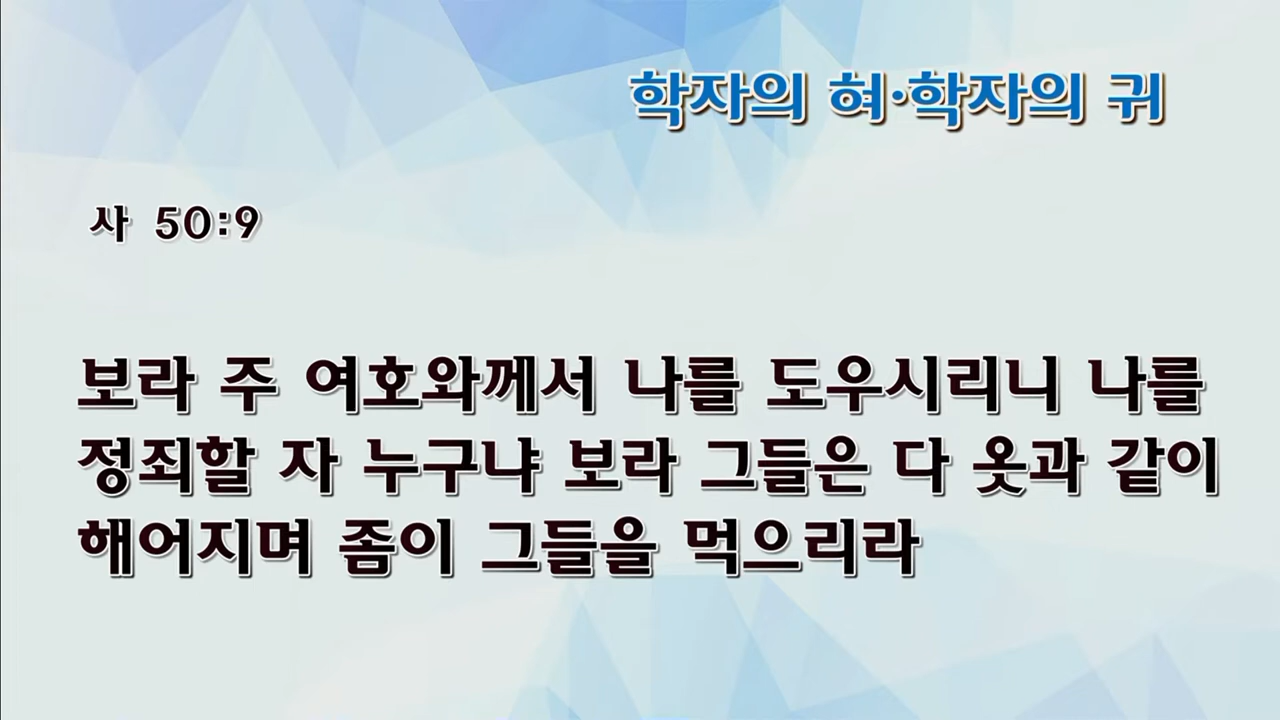 학자의 혀·학자의 귀
사 50:9
보라 주 여호와께서 나를 도우시리니 나를
정죄할 자 누구냐 보라 그들은 다 옷과 같이
해어지며 좀이 그들을 먹으리라